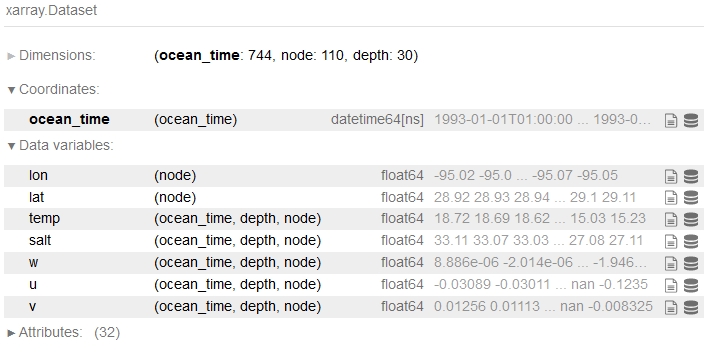 xarray.Dataset
► Dimensions: (ocean_time: 744, node: 110, depth: 30)
▼ Coordinates:
ocean_time (ocean_time) datetime64[ns] 1993-01-01T01:00:00 ... 1993-0...
▼ Data variables:
lon (node) float64 -95.02 -95.0 ... -95.07 -95.05
lat (node) float64 28.92 28.93 28.94 ... 29.1 29.11
temp (ocean_time, depth, node) float64 18.72 18.69 18.62 ... 15.03 15.23
salt (ocean_time, depth, node) float64 33.11 33.07 33.03 ... 27.08 27.11
w (ocean_time, depth, node) float64 8.886e-06 -2.014e-06 ... -1.946...
u (ocean_time, depth, node) float64 -0.03089 -0.03011 ... nan -0.1235
v (ocean_time, depth, node) float64 0.01256 0.01113 ... nan -0.008325
► Attributes: (32)